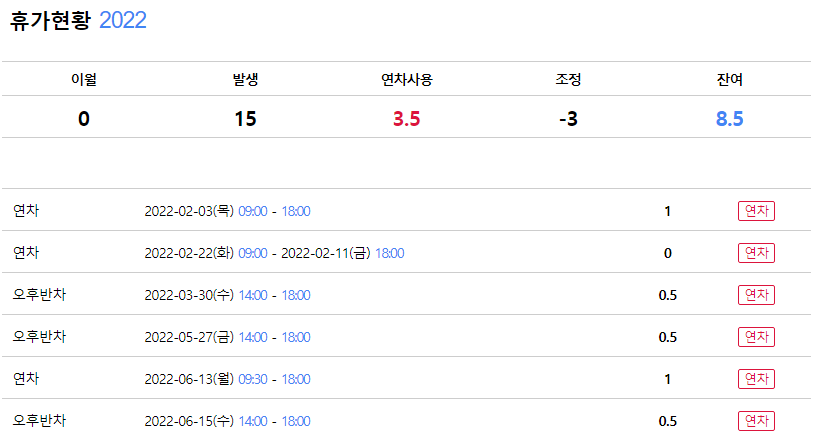 휴가현황 2022
이월 발생 연차사용 조정 잔여
0 15 3.5 -3 8.5
연차 2022-02-03(목) 09:00 - 18:00 1 연차
연차 2022-02-22(화) 09:00 - 2022-02-11(금) 18:00 0 연차
오후반차 2022-03-30(수) 14:00 - 18:00 0.5 연차
오후반차 2022-05-27(금) 14:00 - 18:00 0.5 연차
연차 2022-06-13(월) 09:30 - 18:00 1 연차
오후반차 2022-06-15(수) 14:00 - 18:00 0.5 연차